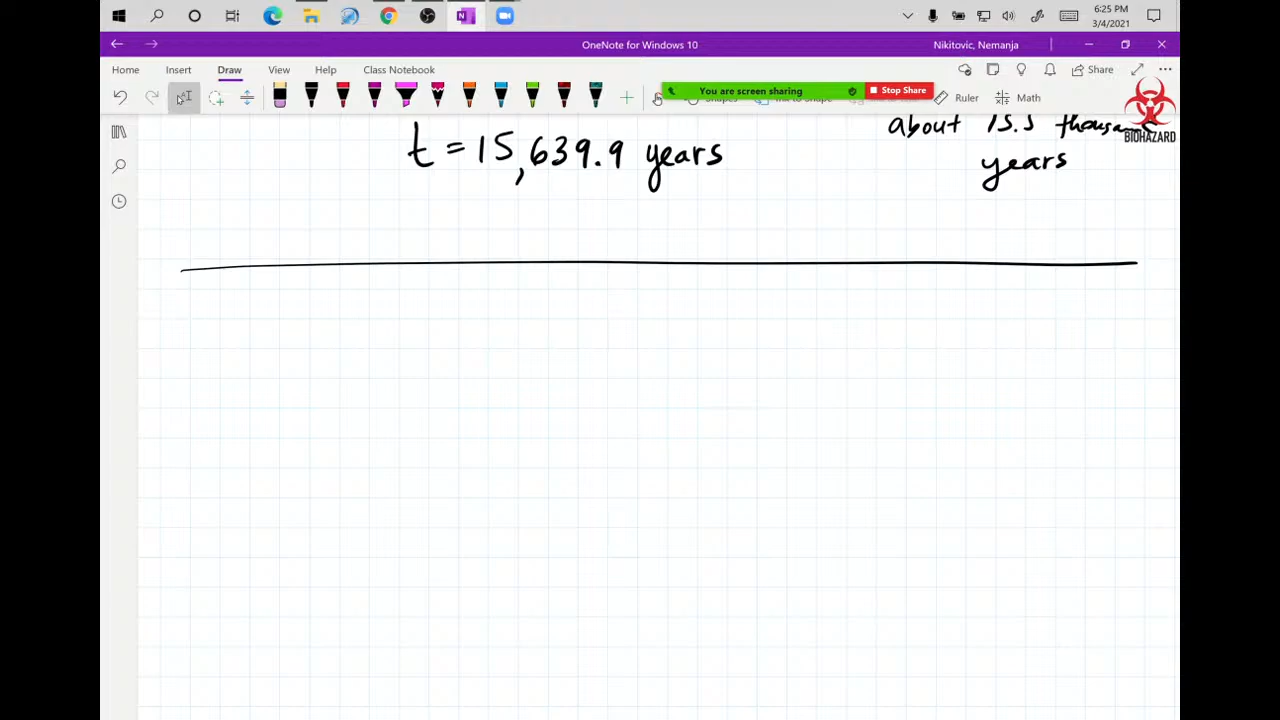 6:25 PM
3/4/2021
OneNote for Windows 10
Nikitovic, Nemanja
Home
Insert
Draw
View
Help
Class Notebook
Share
You are screen sharing
Stop Share
Ruler
Math
BIOHAZARD
t = 15,639.9 years
about 15.5
years